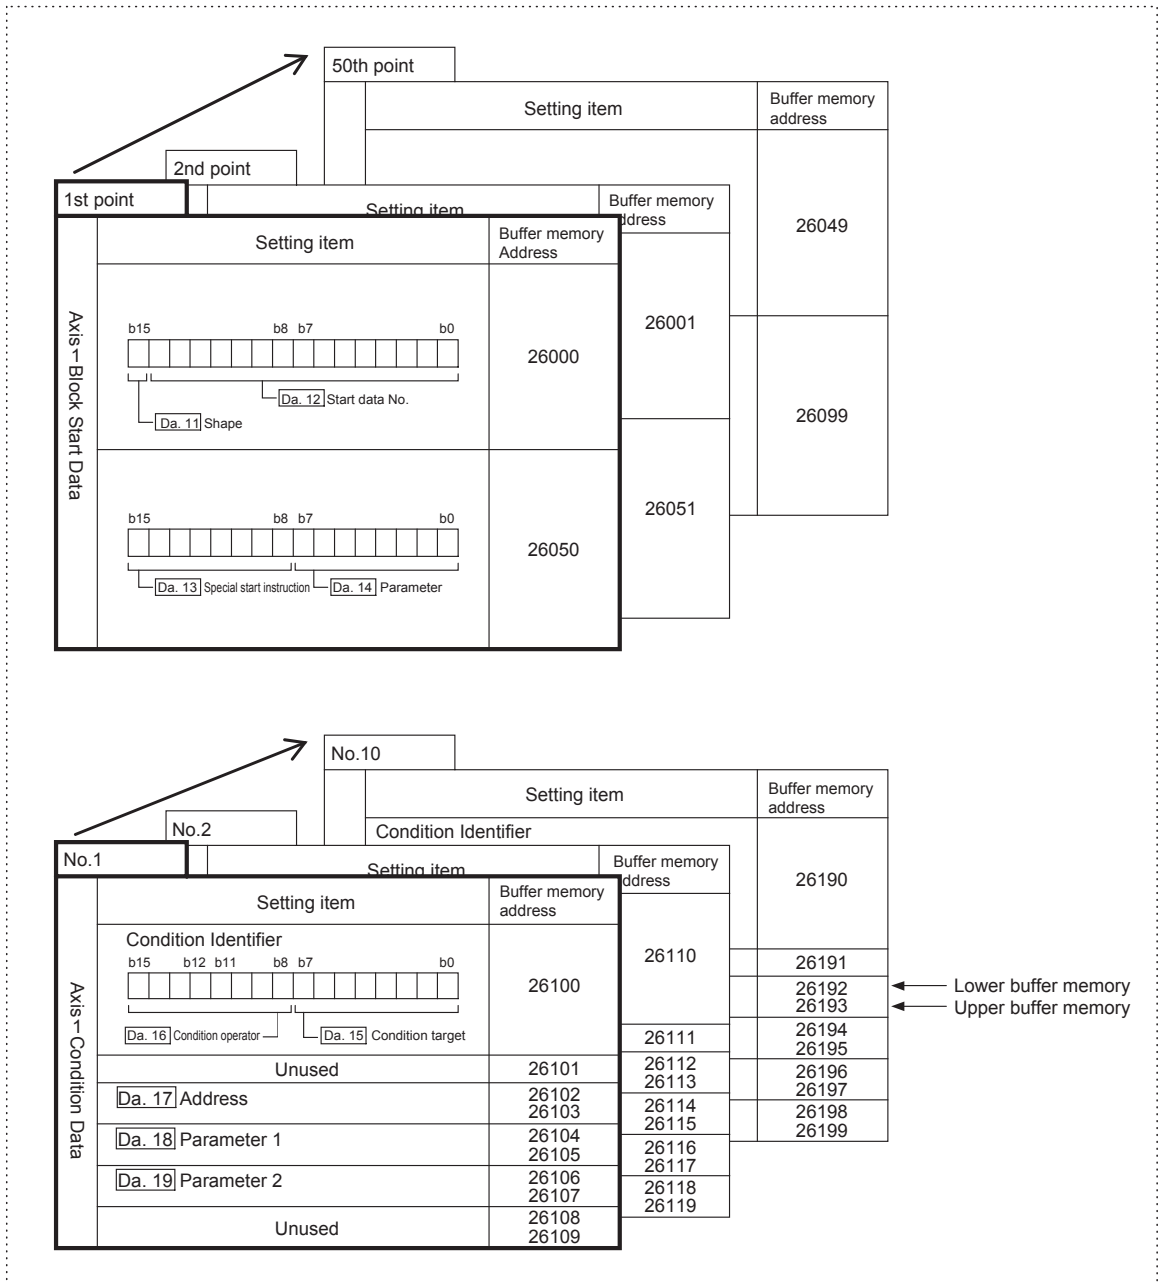 50th point
Setting item
Buffer memory
address
26049
26099
2nd point
Setting item
Buffer memory
address
26001
26051
1st point
Axis 1 Block Start Data
Setting item
Buffer memory
Address
b15 b8 b7 b0
26000
Da. 12 Start data No.
Da. 11 Shape
b15 b8 b7 b0
26050
Da. 13 Special start instruction
Da. 14 Parameter
No.10
Setting item
Buffer memory
address
Condition Identifier
26190
26191
26192
26193
Lower buffer memory
Upper buffer memory
26194
26195
26196
26197
26198
26199
No.2
Setting item
Buffer memory
address
26110
26111
26112
26113
26114
26115
26116
26117
26118
26119
No.1
Axis 1 Condition Data
Setting item
Buffer memory
address
Condition Identifier
b15 b12 b11 b8 b7 b0
26100
Da. 16 Condition operator
Da. 15 Condition target
Unused
26101
Da. 17 Address
26102
26103
Da. 18 Parameter 1
26104
26105
Da. 19 Parameter 2
26106
26107
Unused
26108
26109